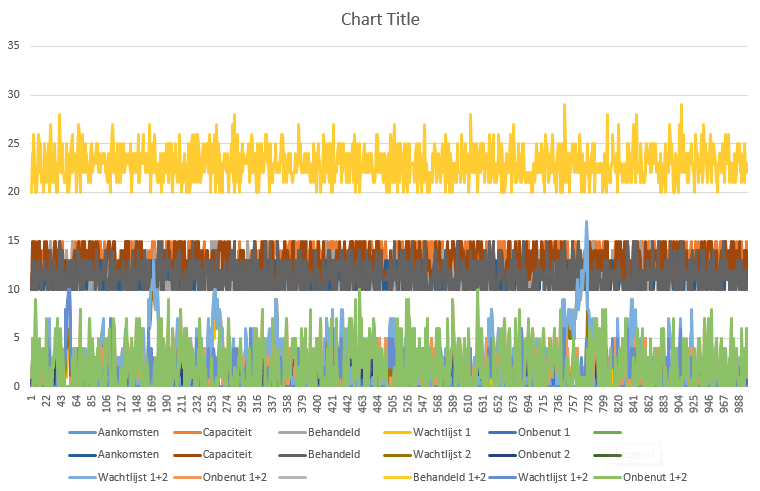 Chart Title
35
30
25
20
15
10
5
0
1 22 43 64 85 106 127 148 169 190 211 232 253 274 295 316 337 358 379 400 421 442 463 484 505 526 547 568 589 610 631 652 673 694 715 736 757 778 799 820 841 862 883 904 925 946 967 988
Aankomsten Capaciteit Behandeld Wachtlijst 1 Onbenut 1
Aankomsten Capaciteit Behandeld Wachtlijst 2 Onbenut 2 Legend
Wachtlijst 1+2 Onbenut 1+2 Behandeld 1+2 Wachtlijst 1+2 Onbenut 1+2